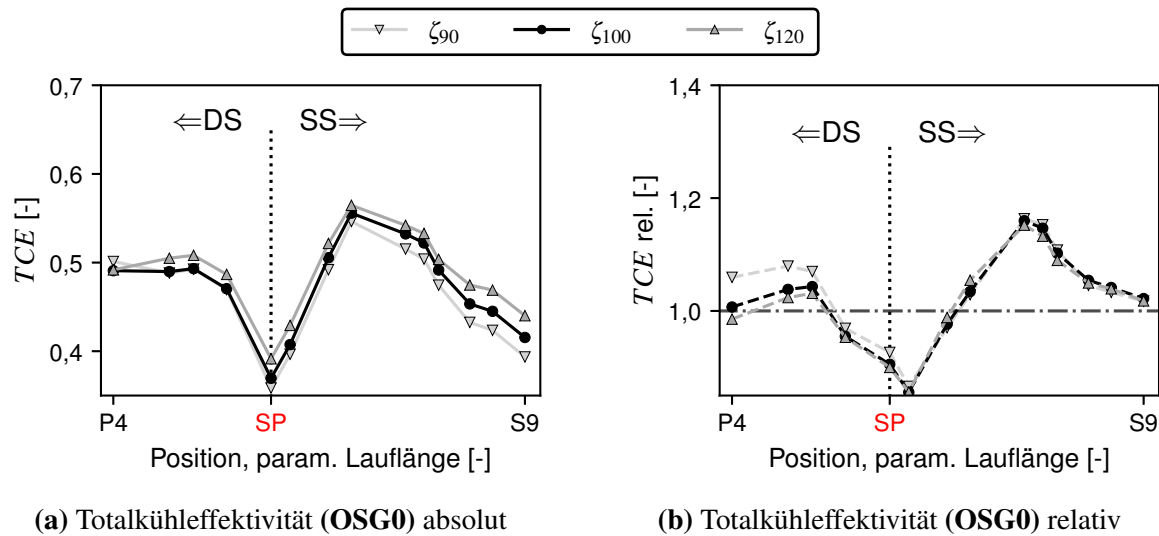 ζ90 ζ100 ζ120
0,7
0,6
0,5
0,4
TCE [-]
⇐DS SS⇒
P4 SP S9
Position, param. Lauflänge [-]
1,4
1,2
1,0
TCE rel. [-]
⇐DS SS⇒
P4 SP S9
Position, param. Lauflänge [-]
(a) Totalkühleffektivität (OSG0) absolut
(b) Totalkühleffektivität (OSG0) relativ